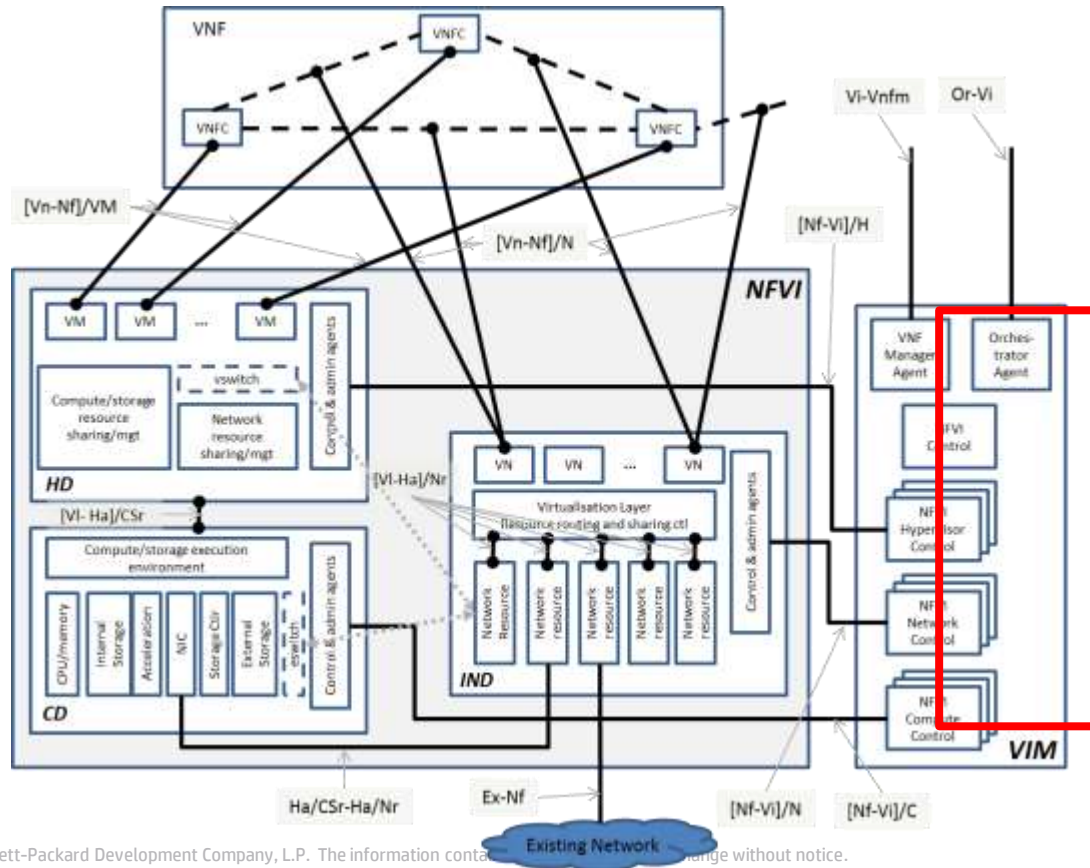 VNF
VNFC
VNFC
VNFC
Vi-Vnfm
Or-Vi
[Vn-Nf]/VM
[Vn-Nf]/N
[Nf-Vi]/H
NFVI
VM
VM
...
VM
Control & admin agents
vswitch
Compute/storage
resource
sharing/mgt
Network
resource
sharing/mgt
HD
VNF
Manager
Agent
Orches-
trator
Agent
NFVI
Control
[Vl-Ha]/Nr
VN
VN
...
VN
Control & admin agents
Virtualisation Layer
Resource routing and sharing ctl
[Vl- Ha]/CSr
NFVI
Hypervisor
Control
Compute/storage execution
environment
CPU/memory
Internal
Storage
Acceleration
NIC
Storage Ctlr
External
Storage
eswitch
Control & admin agents
CD
Network
Resource
Network
resource
Network
resource
Network
resource
Network
resource
IND
NFVI
Network
Control
NFVI
Compute
Control
VIM
Ha/CSr-Ha/Nr
Ex-Nf
[Nf-Vi]/N
[Nf-Vi]/C
Existing Network
ett-Packard Development Company, L.P. The information conta
nge without notice.